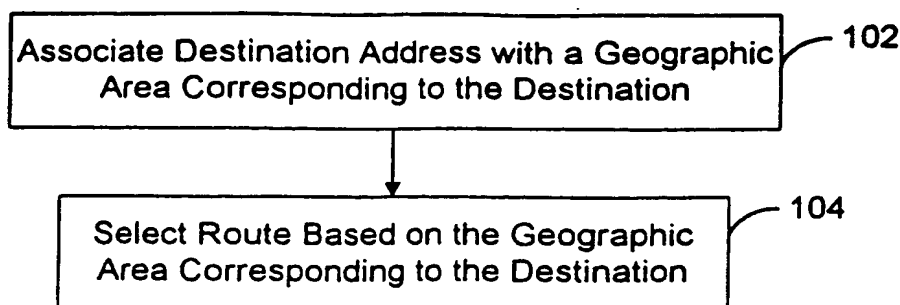 Associate Destination Address with a Geographic
Area Corresponding to the Destination
102
Select Route Based on the Geographic
Area Corresponding to the Destination
104